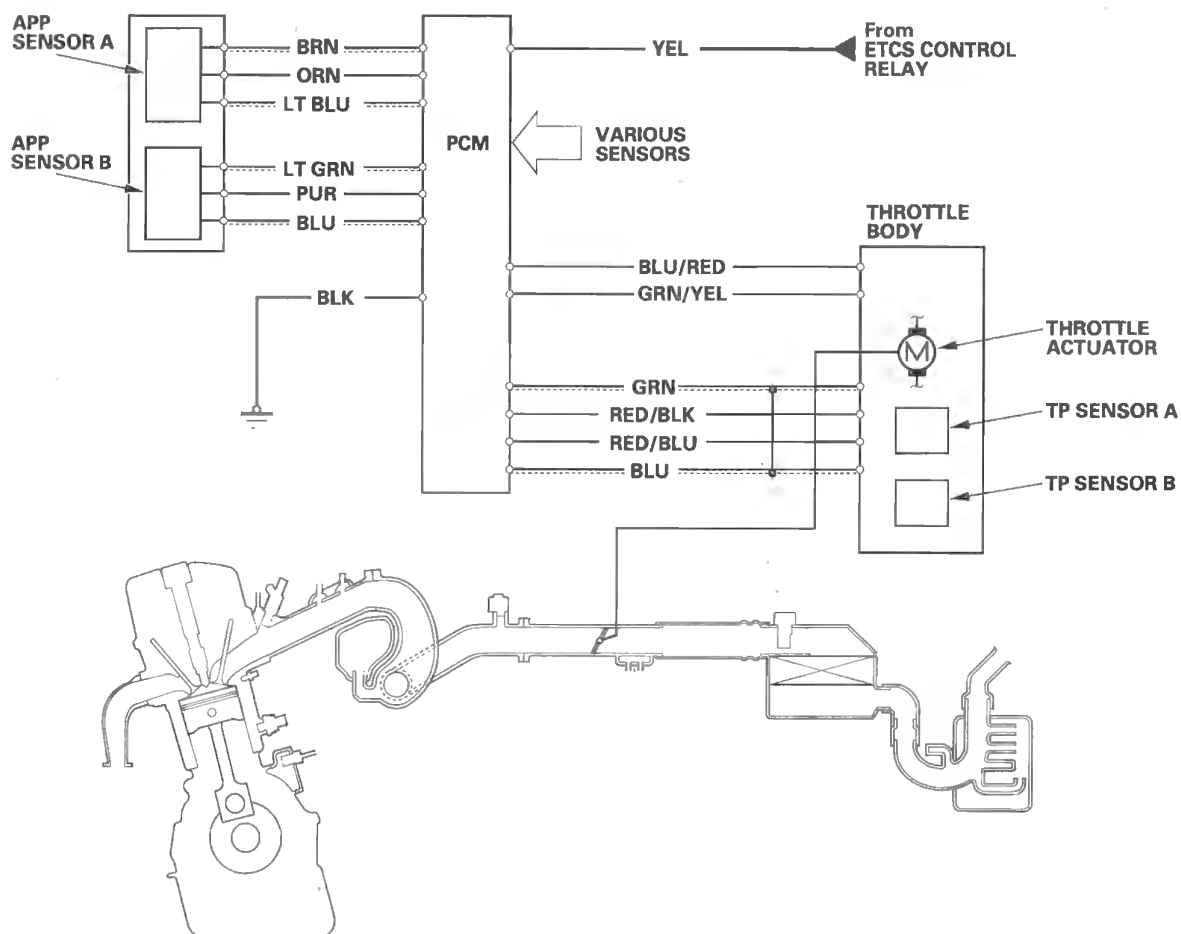 APP
SENSOR A
BRN
ORN
LT BLU
APP
SENSOR B
LT GRN
PUR
BLU
BLK
PCM
YEL
From
ETCS CONTROL
RELAY
VARIOUS
SENSORS
THROTTLE
BODY
BLU/RED
GRN/YEL
M
THROTTLE
ACTUATOR
GRN
RED/BLK
RED/BLU
BLU
TP SENSOR A
TP SENSOR B